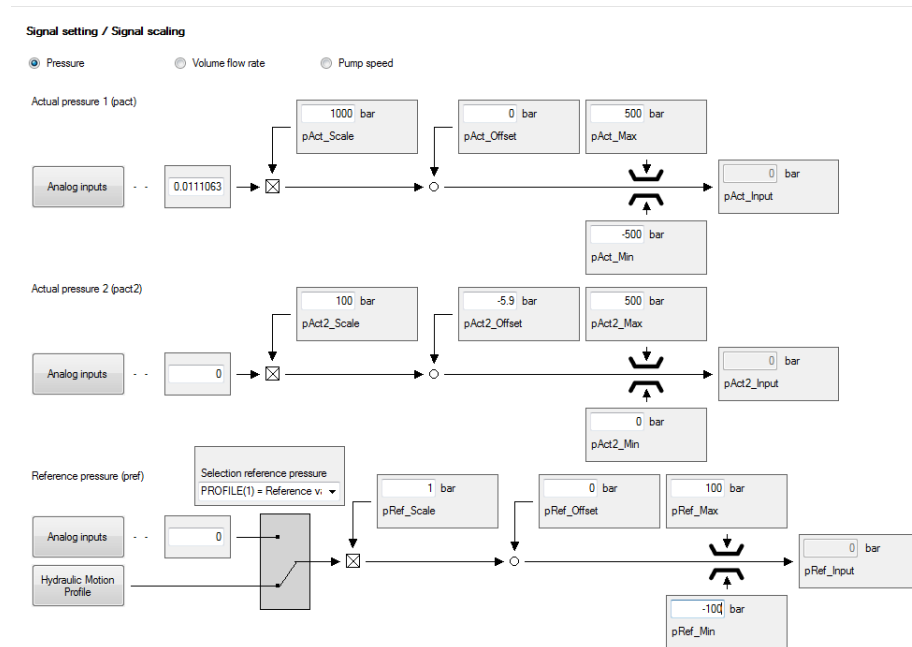 Signal setting / Signal scaling
Pressure
Volume flow rate
Pump speed
Actual pressure 1 (pact)
1000 bar
pAct_Scale
0 bar
pAct_Offset
500 bar
pAct_Max
Analog inputs
0.0111063
0 bar
pAct_Input
-500 bar
pAct_Min
Actual pressure 2 (pact2)
100 bar
pAct2_Scale
-5.9 bar
pAct2_Offset
500 bar
pAct2_Max
Analog inputs
0
0 bar
pAct2_Input
0 bar
pAct2_Min
Reference pressure (pref)
Selection reference pressure
PROFILE(1) = Reference va
1 bar
pRef_Scale
0 bar
pRef_Offset
100 bar
pRef_Max
Analog inputs
0
0 bar
pRef_Input
Hydraulic Motion
Profile
-100 bar
pRef_Min